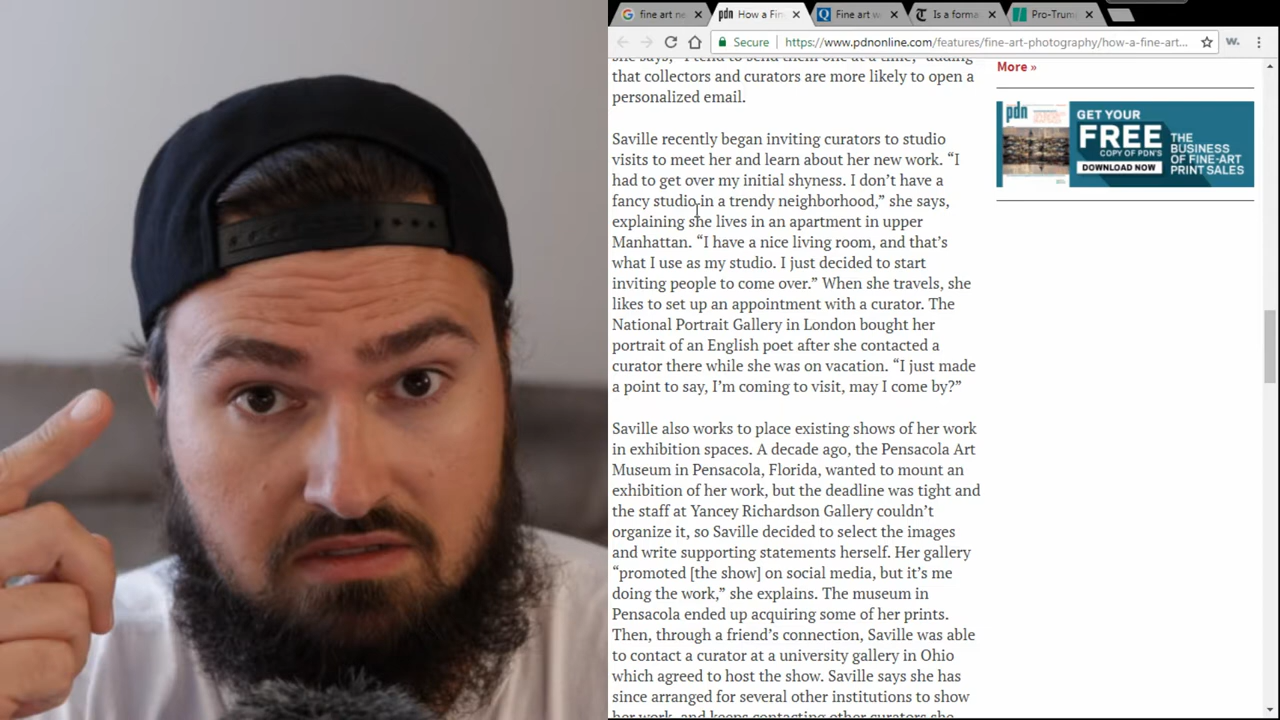 fine art ne
pdn How a Fin
Fine art w
Is a forma
Pro-Trum
Secure
https://www.pdnonline.com/features/fine-art-photography/how-a-fine-art...
w.
that collectors and curators are more likely to open a
personalized email.
Saville recently began inviting curators to studio
visits to meet her and learn about her new work. “I
had to get over my initial shyness. I don’t have a
fancy studio in a trendy neighborhood,” she says,
explaining she lives in an apartment in upper
Manhattan. “I have a nice living room, and that’s
what I use as my studio. I just decided to start
inviting people to come over.” When she travels, she
likes to set up an appointment with a curator. The
National Portrait Gallery in London bought her
portrait of an English poet after she contacted a
curator there while she was on vacation. “I just made
a point to say, I’m coming to visit, may I come by?”
Saville also works to place existing shows of her work
in exhibition spaces. A decade ago, the Pensacola Art
Museum in Pensacola, Florida, wanted to mount an
exhibition of her work, but the deadline was tight and
the staff at Yancey Richardson Gallery couldn’t
organize it, so Saville decided to select the images
and write supporting statements herself. Her gallery
“promoted [the show] on social media, but it’s me
doing the work,” she explains. The museum in
Pensacola ended up acquiring some of her prints.
Then, through a friend’s connection, Saville was able
to contact a curator at a university gallery in Ohio
which agreed to host the show. Saville says she has
since arranged for several other institutions to show
her work, and keeps contacting other curators she
More »
pdn
GET YOUR
FREE
COPY OF PDN'S
DOWNLOAD NOW
THE
BUSINESS
OF FINE-ART
PRINT SALES